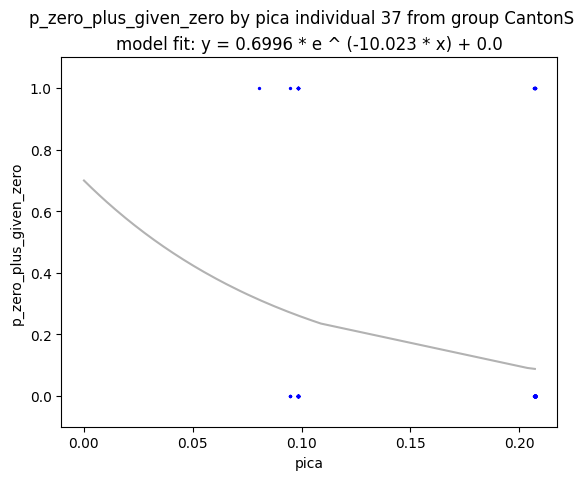 p_zero_plus_given_zero by pica individual 37 from group CantonS
model fit: y = 0.6996 * e ^ (-10.023 * x) + 0.0
1.0
0.8
0.6
0.4
0.2
0.0
p_zero_plus_given_zero
0.00 0.05 0.10 0.15 0.20
pica